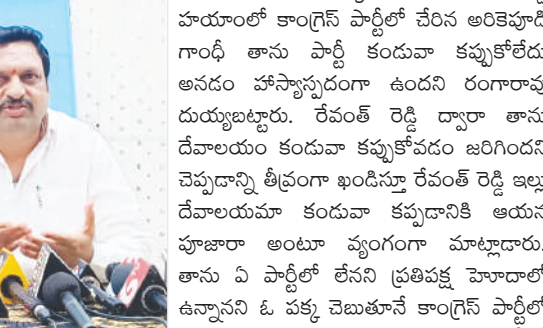 హయాంలో కాంగ్రెస్ పార్టీలో చేరిన అరికెపూడి
గాంధీ తాను పార్టీ కండువా కప్పుకోలేదు
అనడం హాస్యాస్పదంగా ఉందని రంగారావు
దుయ్యబట్టారు. రేవంత్ రెడ్డి ద్వారా తాను
దేవాలయం కండువా కప్పుకోవడం జరిగిందని
చెప్పడాన్ని తీవ్రంగా ఖండిస్తూ రేవంత్ రెడ్డి ఇల్లు
దేవాలయమా కండువా కప్పడానికి ఆయన
పూజారా అంటూ వ్యంగంగా మాట్లాడారు.
తాను ఏ పార్టీలో లేనని ప్రతిపక్ష హెూదాలో
ఉన్నానని ఓ పక్క చెబుతూనే కాంగ్రెస్ పార్టీలో